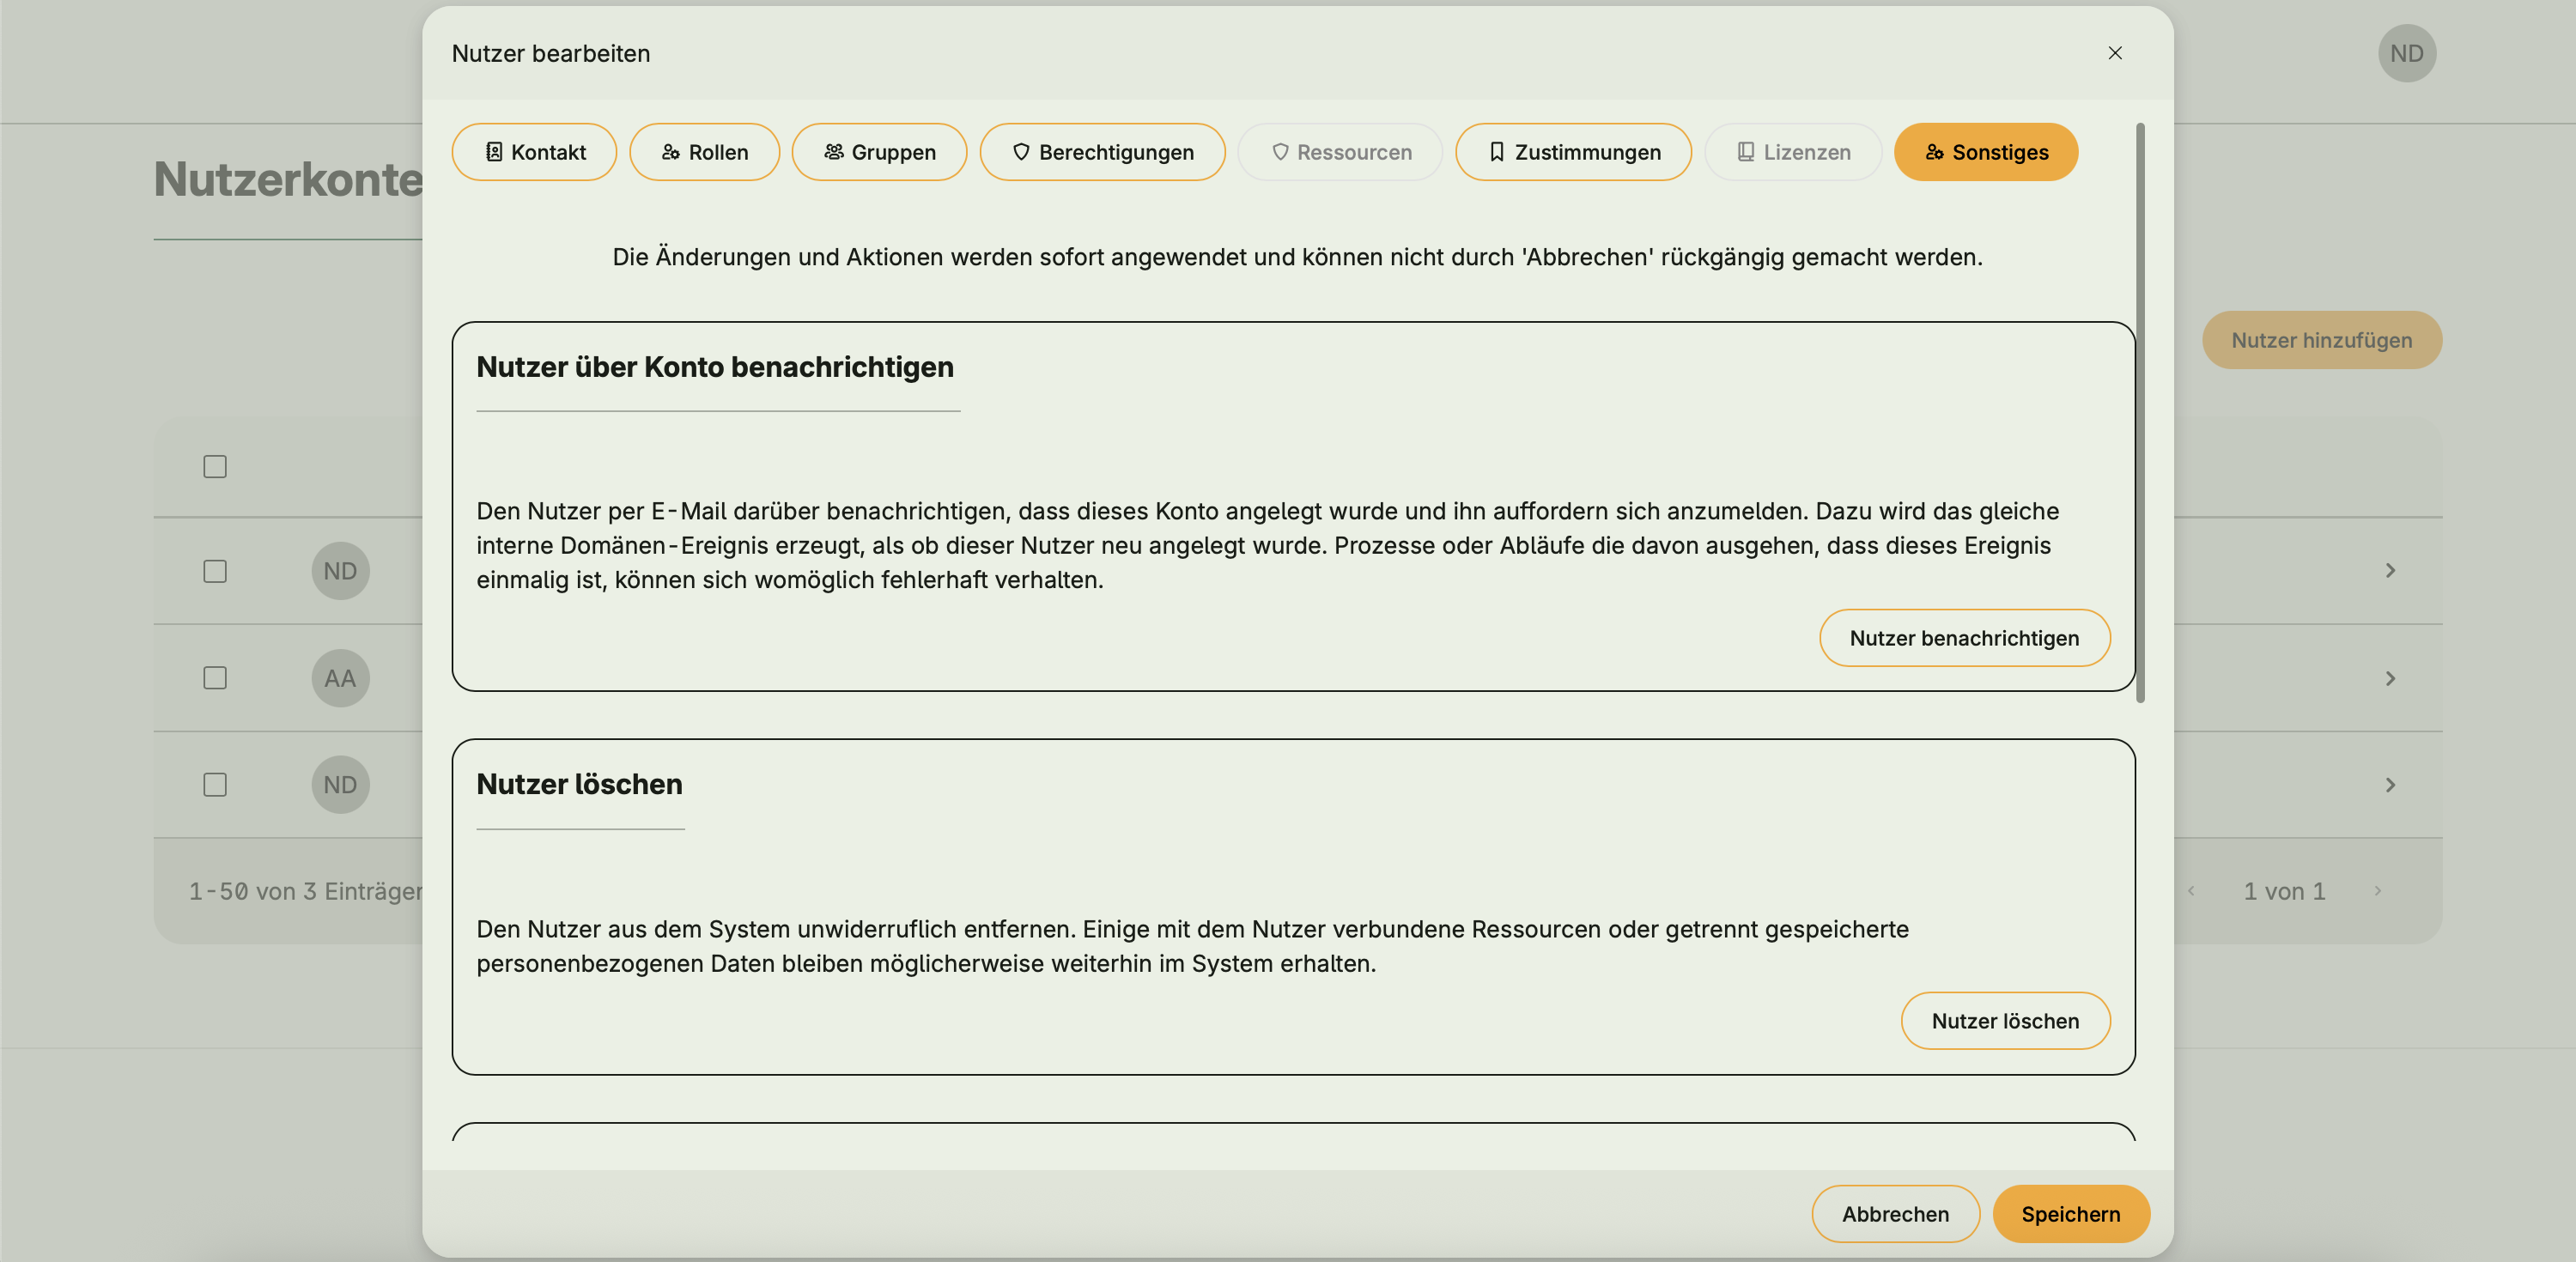 Nutzer bearbeiten
ND
Kontakt
Rollen
Gruppen
Berechtigungen
Ressourcen
Zustimmungen
Lizenzen
Sonstiges
Nutzerkonte
Die Änderungen und Aktionen werden sofort angewendet und können nicht durch 'Abbrechen' rückgängig gemacht werden.
Nutzer hinzufügen
Nutzer über Konto benachrichtigen
Den Nutzer per E-Mail darüber benachrichtigen, dass dieses Konto angelegt wurde und ihn auffordern sich anzumelden. Dazu wird das gleiche
interne Domänen-Ereignis erzeugt, als ob dieser Nutzer neu angelegt wurde. Prozesse oder Abläufe die davon ausgehen, dass dieses Ereignis
einmalig ist, können sich womöglich fehlerhaft verhalten.
ND
Nutzer benachrichtigen
AA
Nutzer löschen
ND
Den Nutzer aus dem System unwiderruflich entfernen. Einige mit dem Nutzer verbundene Ressourcen oder getrennt gespeicherte
personenbezogenen Daten bleiben möglicherweise weiterhin im System erhalten.
1-50 von 3 Einträgen
1 von 1
Nutzer löschen
Abbrechen
Speichern